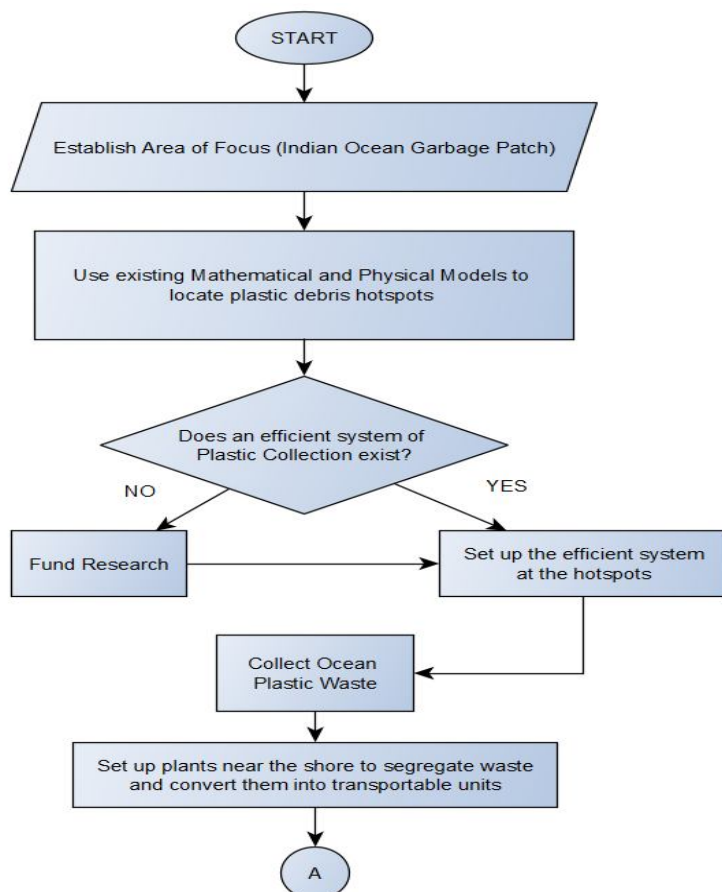 START
Establish Area of Focus (Indian Ocean Garbage Patch)
Use existing Mathematical and Physical Models to
locate plastic debris hotspots
Does an efficient system of
Plastic Collection exist?
NO
YES
Fund Research
Set up the efficient system
at the hotspots
Collect Ocean
Plastic Waste
Set up plants near the shore to segregate waste
and convert them into transportable units
A